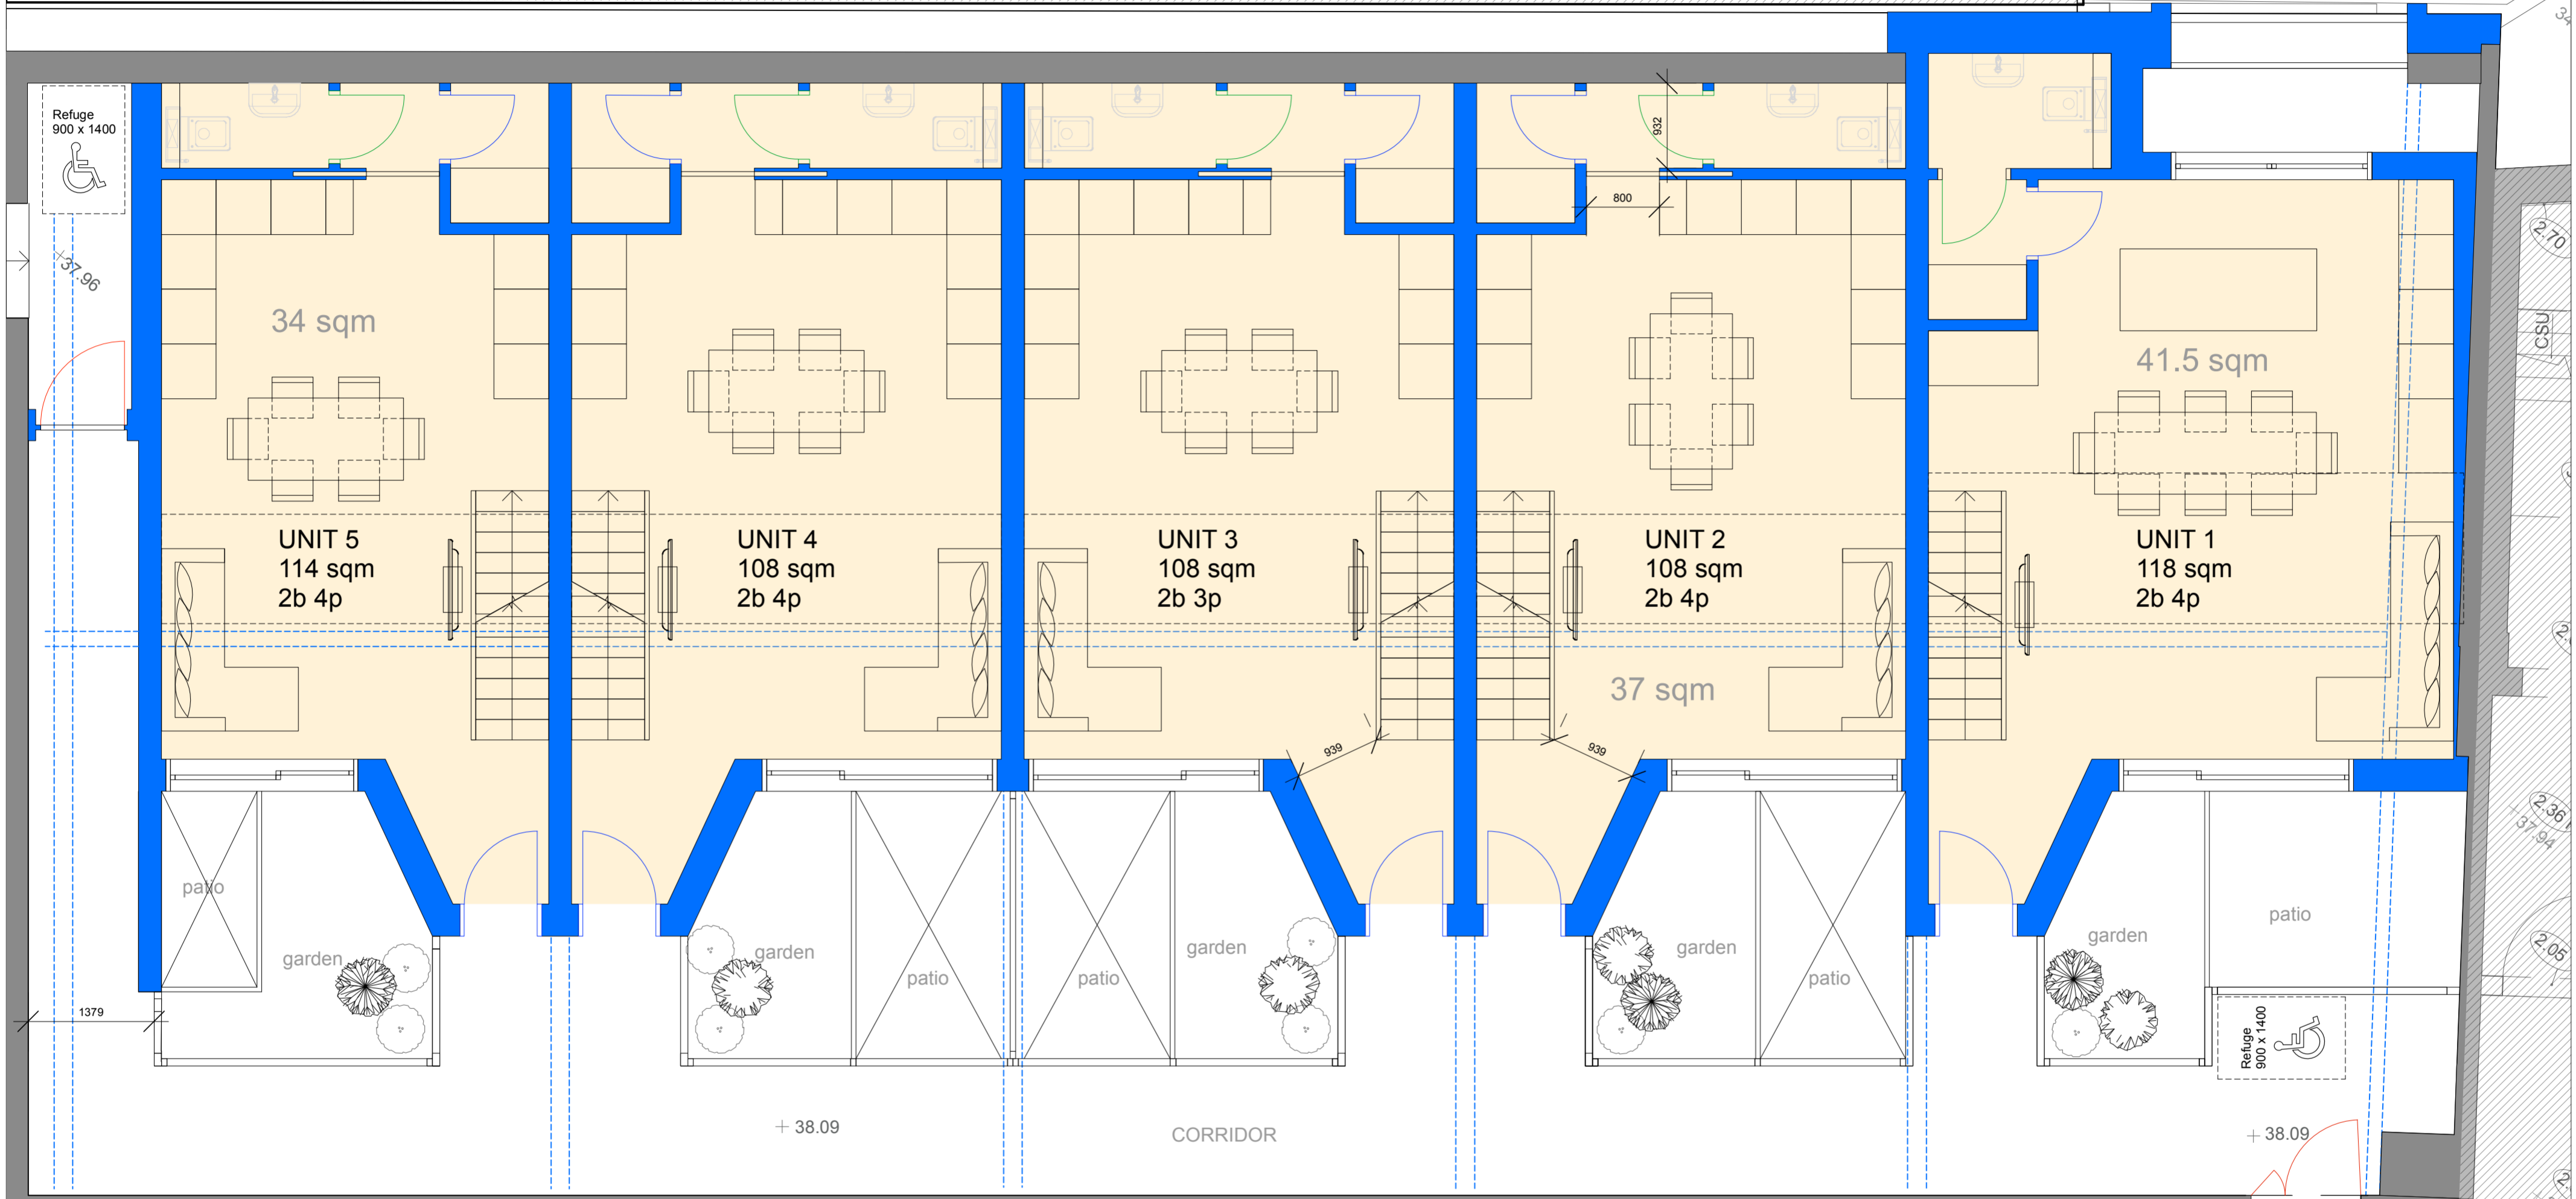 Refuge
900 x 1400
37.96
34 sqm
UNIT 5
114 sqm
2b 4p
patio
garden
1379
UNIT 4
108 sqm
2b 4p
garden
patio
+ 38.09
UNIT 3
108 sqm
2b 3p
939
patio
garden
CORRIDOR
932
800
UNIT 2
108 sqm
2b 4p
37 sqm
939
garden
patio
41.5 sqm
UNIT 1
118 sqm
2b 4p
garden
patio
Refuge
900 x 1400
+ 38.09
2.70
CSU
2.36
37.94
2.05